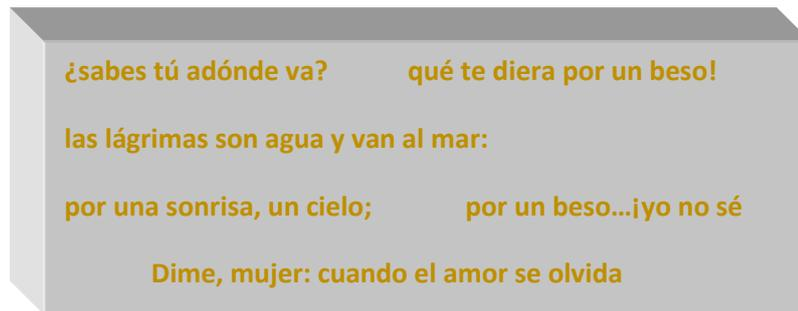 ¿sabes tú adónde va? qué te diera por un beso!
las lágrimas son agua y van al mar:
por una sonrisa, un cielo; por un beso...¡yo no sé
Dime, mujer: cuando el amor se olvida